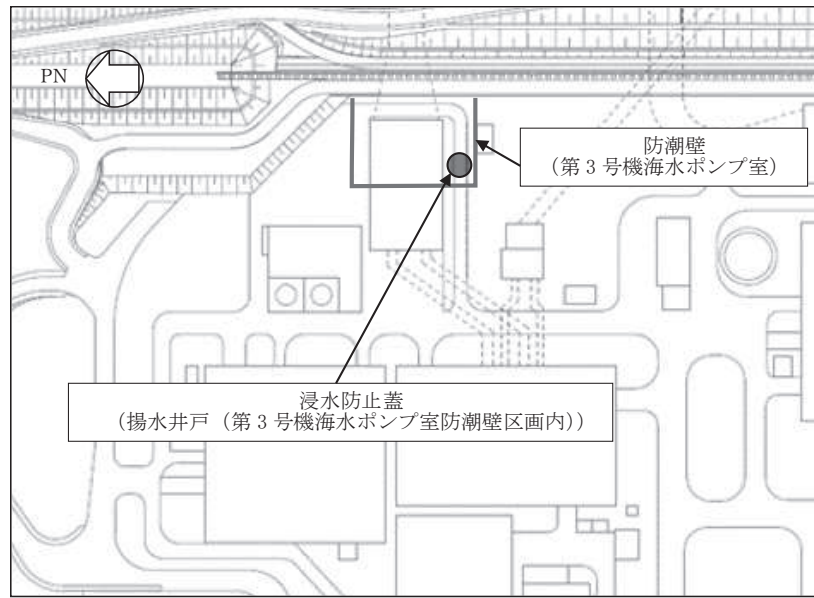 PN
防潮壁
（第３号機海水ポンプ室）
浸水防止蓋
（揚水井戸（第３号機海水ポンプ室防潮壁区画内））